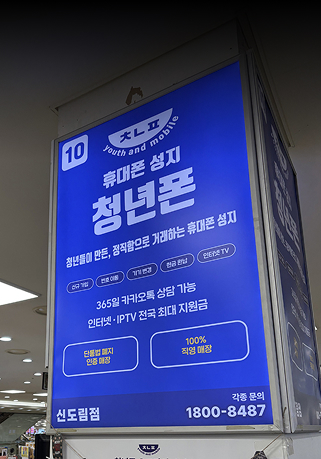 10
ㅊㄴㅍ
youth and mobile
휴대폰 성지
청년폰
청년들이 만든, 정직함으로 거래하는 휴대폰 성지
신규 가입
번호 이동
기기 변경
현금 완납
인터넷 TV
365일 카카오톡 상담 가능
인터넷 · IPTV 전국 최대 지원금
단통법 폐지
인증 매장
100%
직영 매장
신도림점
각종 문의
1800-8487
ㅊㄴㅍ